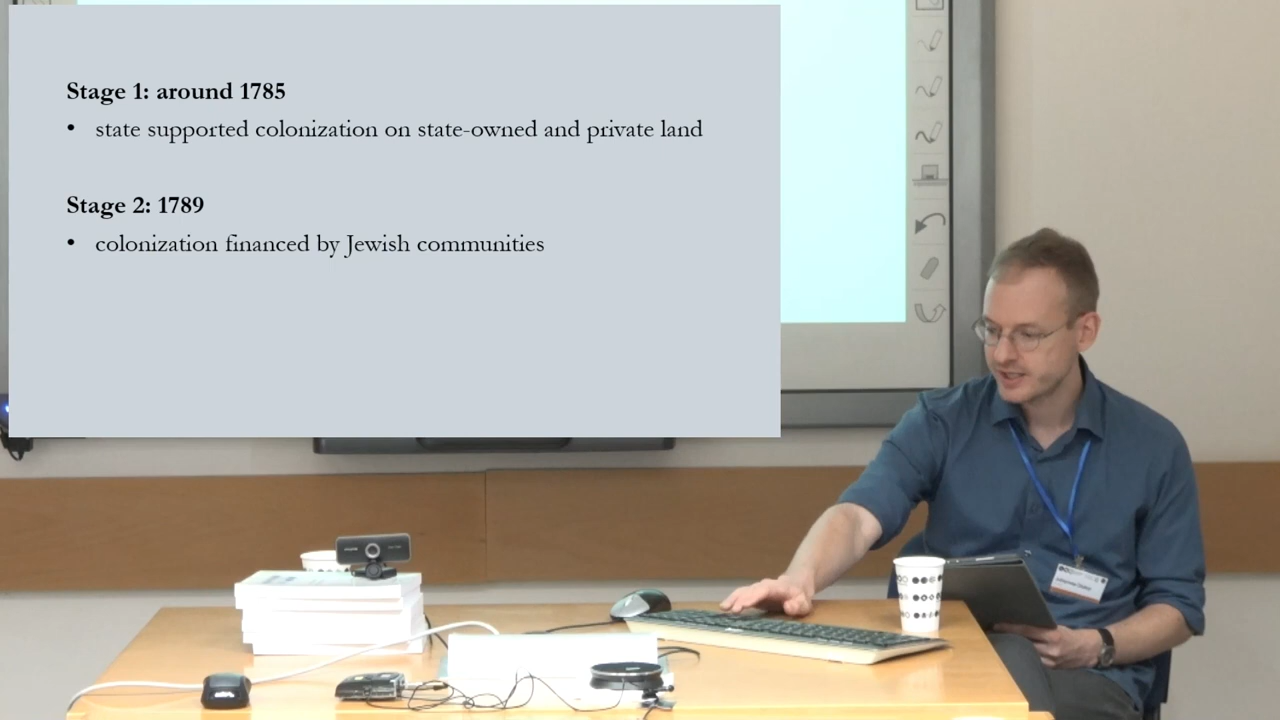 Stage 1: around 1785
• state supported colonization on state-owned and private land
Stage 2: 1789
• colonization financed by Jewish communities